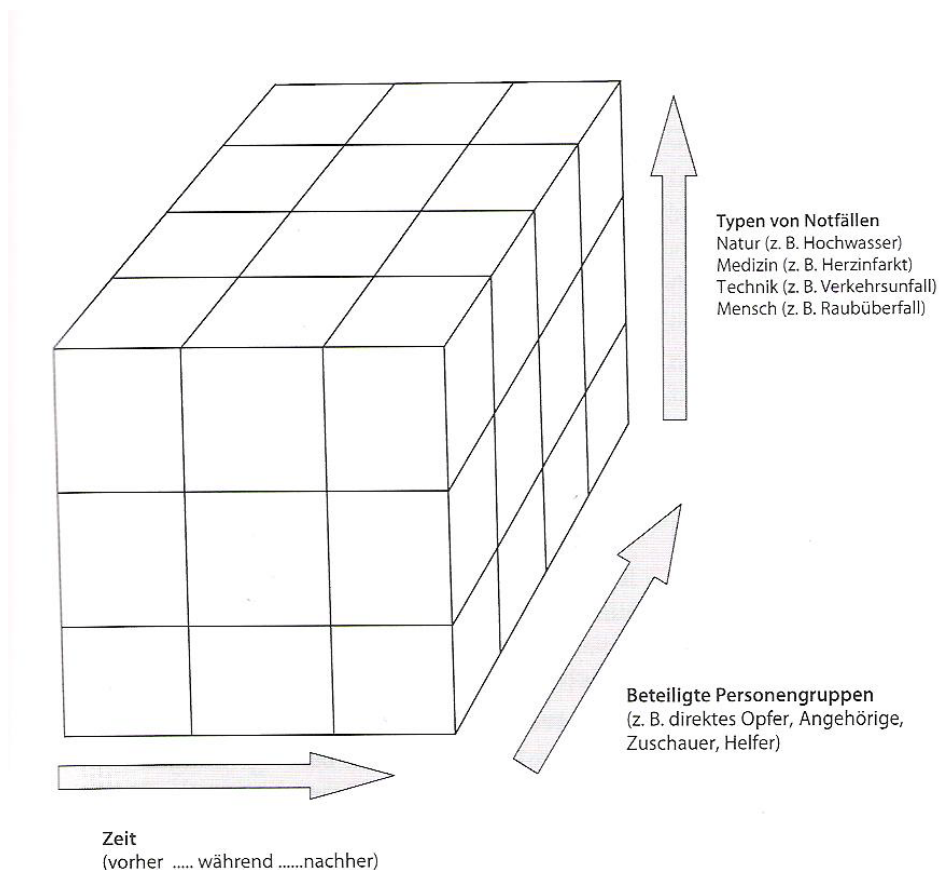 Typen von Notfällen
Natur (z. B. Hochwasser)
Medizin (z. B. Herzinfarkt)
Technik (z. B. Verkehrsunfall)
Mensch (z. B. Raubüberfall)
Beteiligte Personengruppen
(z. B. direktes Opfer, Angehörige,
Zuschauer, Helfer)
Zeit
(vorher ..... während ......nachher)